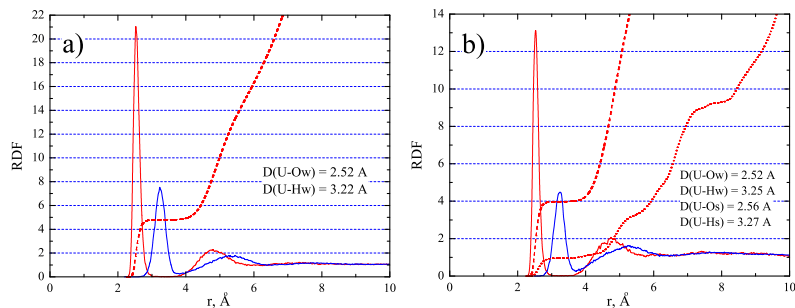 a)
22
20
18
16
14
12
10
8
6
4
2
0
RDF
D(U-Ow) = 2.52 A
D(U-Hw) = 3.22 A
0 2 4 6 8 10
r, Å
b)
14
12
10
8
6
4
2
0
RDF
D(U-Ow) = 2.52 A
D(U-Hw) = 3.25 A
D(U-Os) = 2.56 A
D(U-Hs) = 3.27 A
0 2 4 6 8 10
r, Å